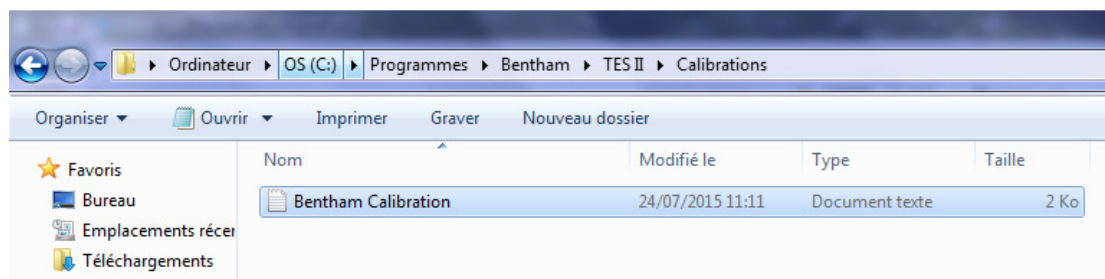 Ordinateur OS (C:) Programmes Bentham TES II Calibrations
Organiser Ouvrir Imprimer Graver Nouveau dossier
Favoris
Bureau
Emplacements récer
Téléchargements
Nom Modifié le Type Taille
Bentham Calibration 24/07/2015 11:11 Document texte 2 Ko